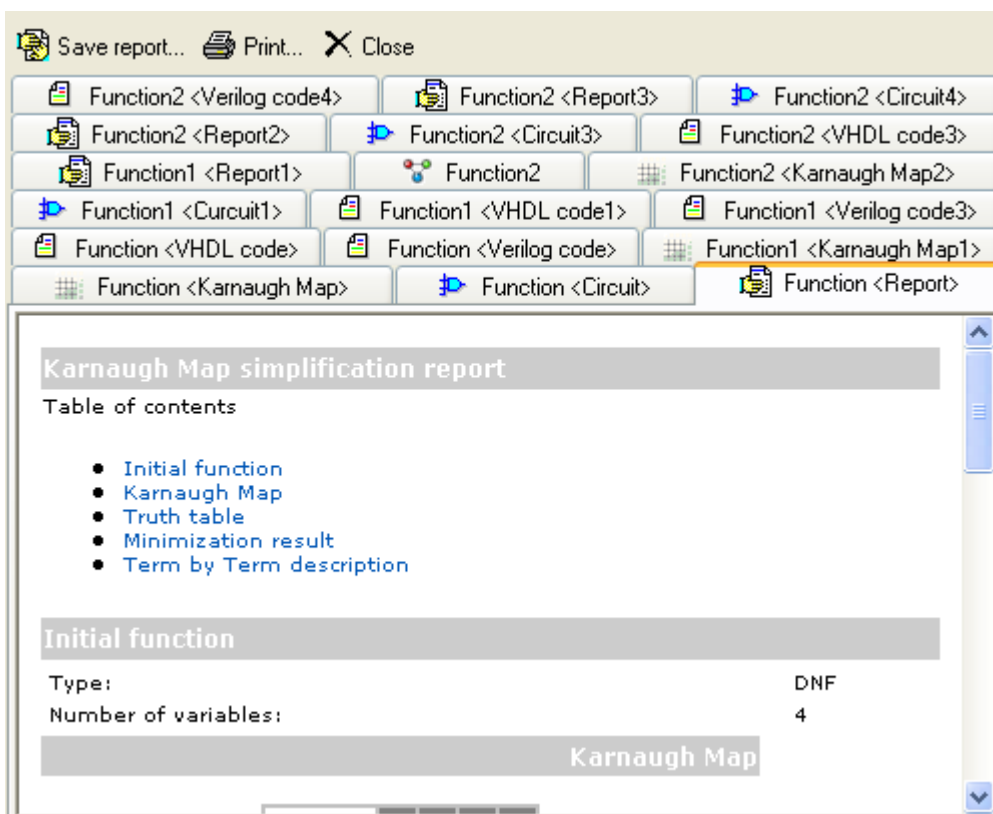 Save report... Print... Close
Function2 <Verilog code4> Function2 <Report3> Function2 <Circuit4>
Function2 <Report2> Function2 <Circuit3> Function2 <VHDL code3>
Function1 <Report1> Function2 Function2 <Karnaugh Map2>
Function1 <Curcuit1> Function1 <VHDL code1> Function1 <Verilog code3>
Function <VHDL code> Function <Verilog code> Function1 <Karnaugh Map1>
Function <Karnaugh Map> Function <Circuit> Function <Report>
Karnaugh Map simplification report
Table of contents
Initial function
Karnaugh Map
Truth table
Minimization result
Term by Term description
Initial function
Type: DNF
Number of variables: 4
Karnaugh Map